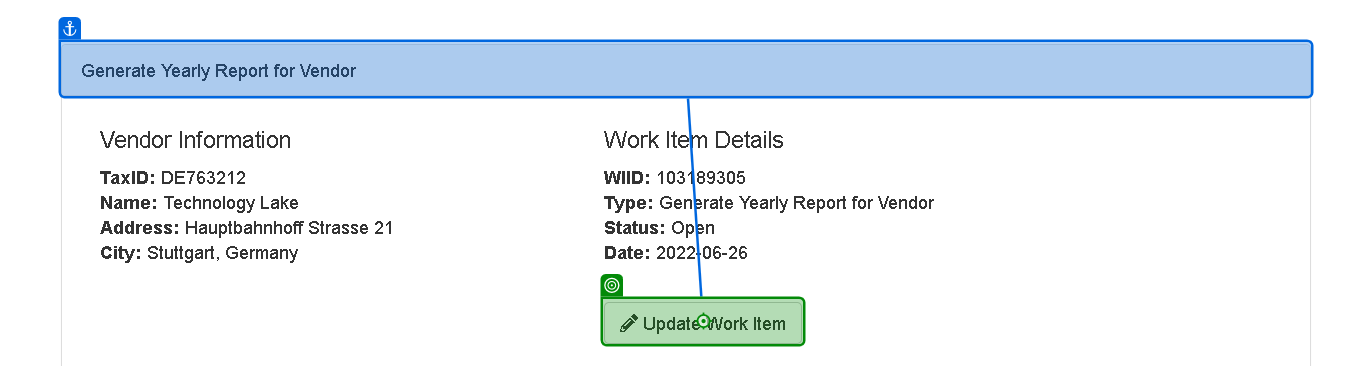 Generate Yearly Report for Vendor
Vendor Information
TaxID: DE763212
Name: Technology Lake
Address: Hauptbahnhoff Strasse 21
City: Stuttgart, Germany
Work Item Details
WIID: 103189305
Type: Generate Yearly Report for Vendor
Status: Open
Date: 2022-06-26
Update Work Item